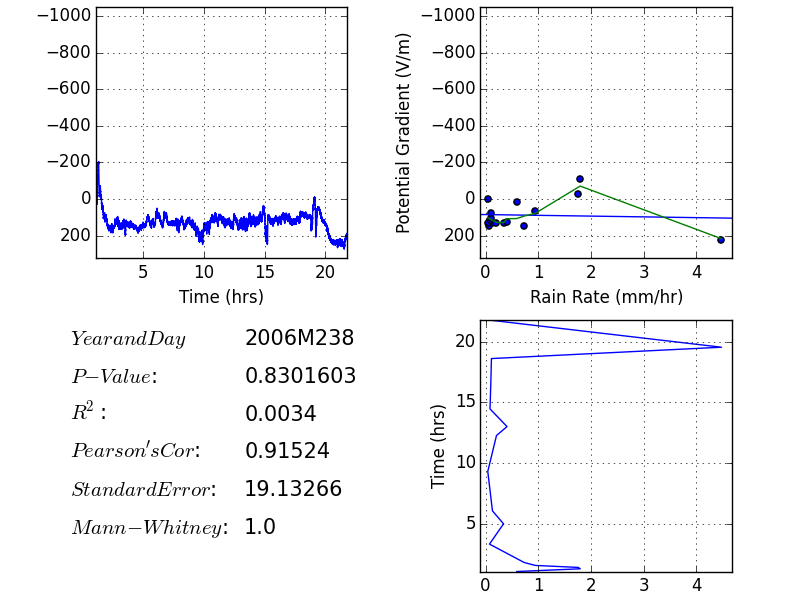 −1000
−800
−600
−400
−200
0
200
5 10 15 20
Time (hrs)
Potential Gradient (V/m)
−1000
−800
−600
−400
−200
0
200
0 1 2 3 4
Rain Rate (mm/hr)
YearandDay 2006M238
P−Value: 0.8301603
R²: 0.0034
Pearson'sCor: 0.91524
StandardError: 19.13266
Mann−Whitney: 1.0
Time (hrs)
20
15
10
5
0 1 2 3 4